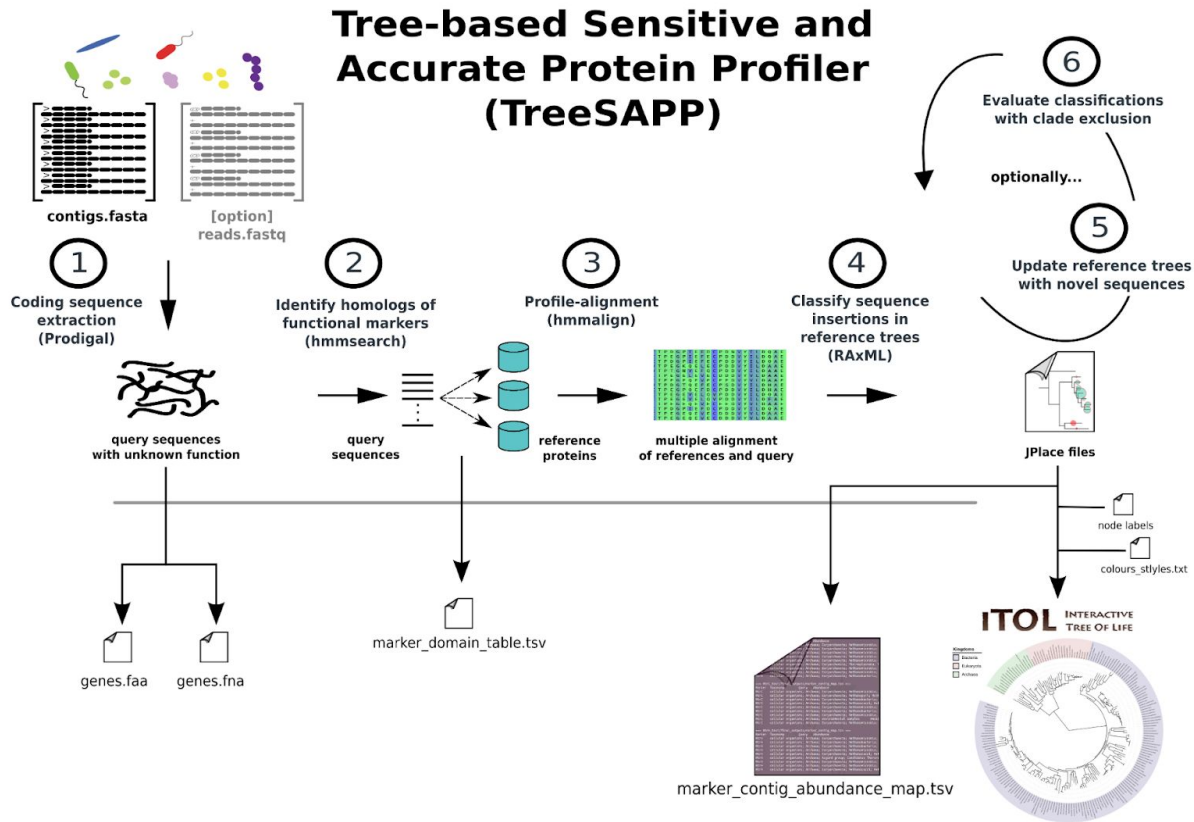 Tree-based Sensitive and
Accurate Protein Profiler
(TreeSAPP)
contigs.fasta
[option]
reads.fastq
1
Coding sequence
extraction
(Prodigal)
2
Identify homologs of
functional markers
(hmmsearch)
3
Profile-alignment
(hmmalign)
4
Classify sequence
insertions in
reference trees
(RAxML)
6
Evaluate classifications
with clade exclusion
optionally...
5
Update reference trees
with novel sequences
query sequences
with unknown function
query
sequences
reference
proteins
multiple alignment
of references and query
JPlace files
node labels
colours_stlyles.txt
genes.faa
genes.fna
marker_domain_table.tsv
marker_contig_abundance_map.tsv
iTOL
INTERACTIVE
TREE OF LIFE
Kingdoms
Bacteria
Eukaryota
Archaea